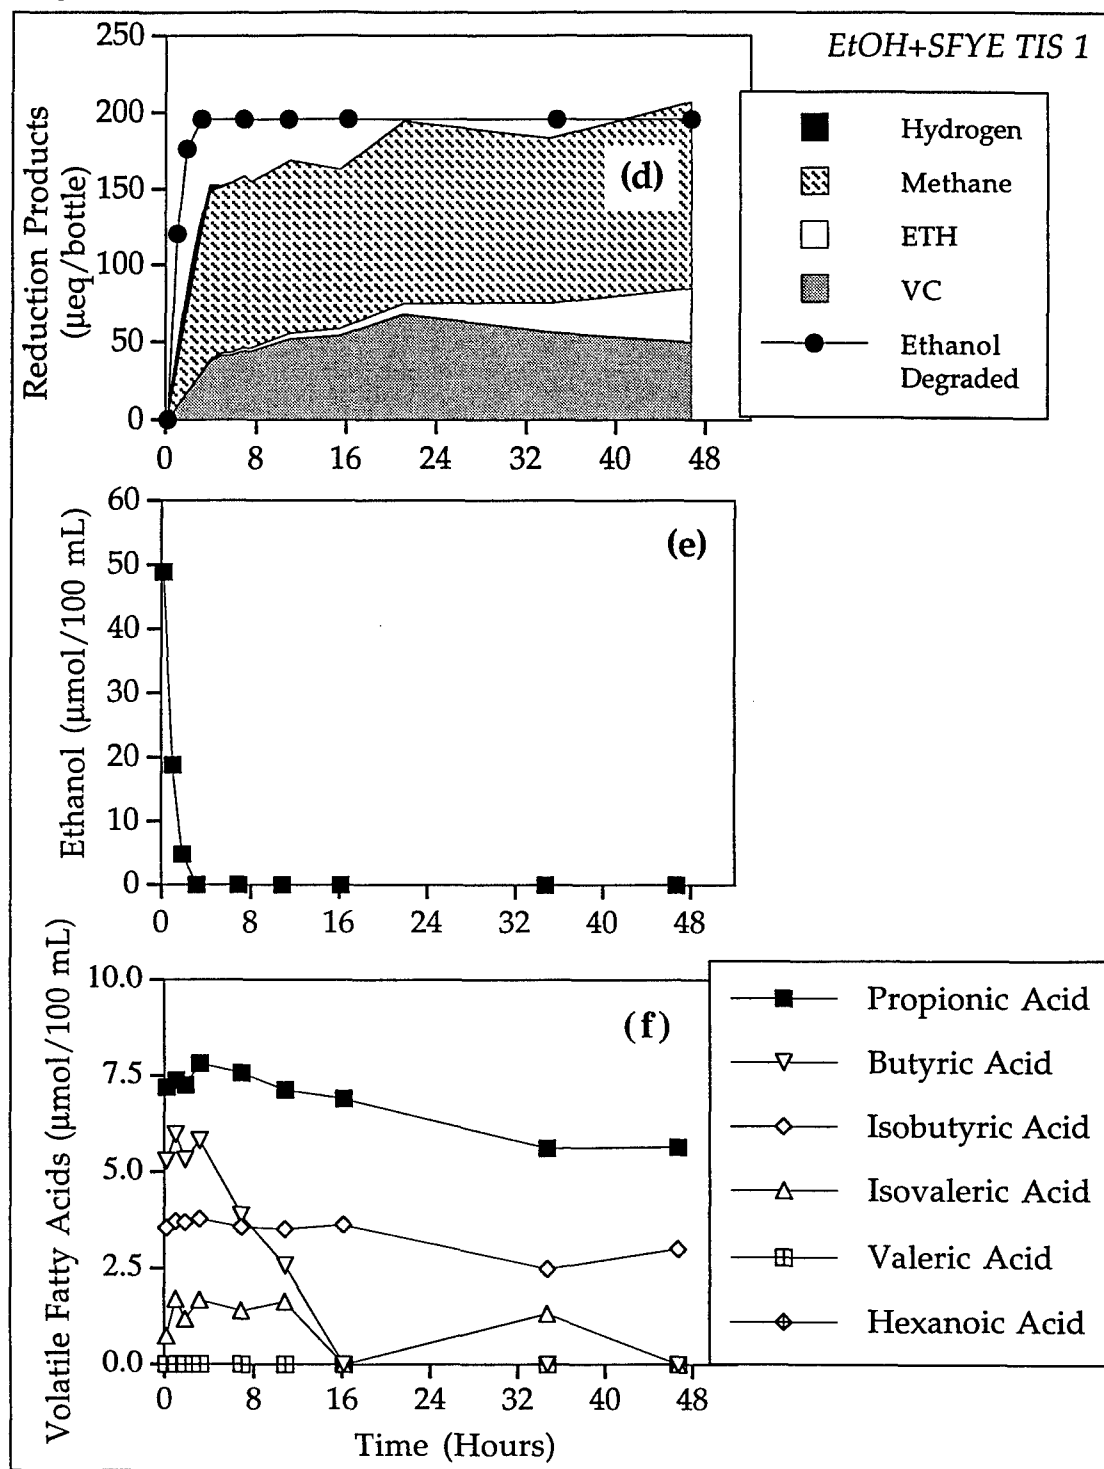 EtOH+SFYE TIS 1
Reduction Products
(µeq/bottle)
250
200
150
100
50
0
0 8 16 24 32 40 48
(d)
Hydrogen
Methane
ETH
VC
Ethanol
Degraded
Ethanol (µmol/100 mL)
60
50
40
30
20
10
0
0 8 16 24 32 40 48
(e)
Volatile Fatty Acids (µmol/100 mL)
10.0
7.5
5.0
2.5
0.0
0 8 16 24 32 40 48
(f)
Time (Hours)
Propionic Acid
Butyric Acid
Isobutyric Acid
Isovaleric Acid
Valeric Acid
Hexanoic Acid